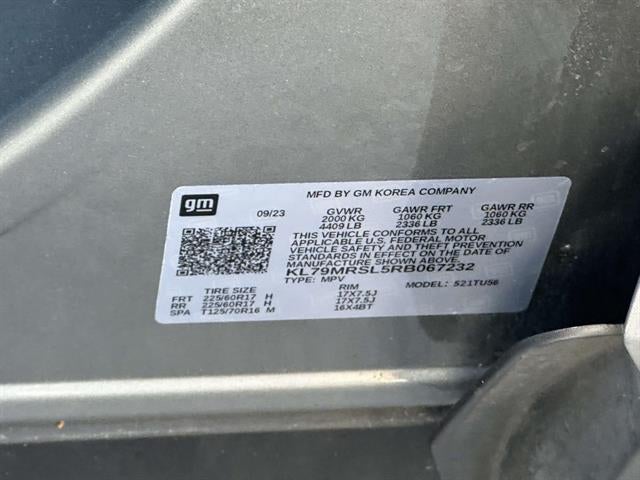 gm
MFD BY GM KOREA COMPANY
09/23 GVWR GAWR FRT GAWR RR
2000 KG 1060 KG 1060 KG
4409 LB 2336 LB 2336 LB
THIS VEHICLE CONFORMS TO ALL
APPLICABLE U.S. FEDERAL MOTOR
VEHICLE SAFETY AND THEFT PREVENTION
STANDARDS IN EFFECT ON THE DATE OF
MANUFACTURE SHOWN ABOVE.
KL79MRSL5RB067232
TYPE: MPV MODEL: 521TU56
TIRE SIZE RIM
FRT 225/60R17 H 17X7.5J
RR 225/60R17 H 17X7.5J
SPA T125/70R16 M 16X4BT